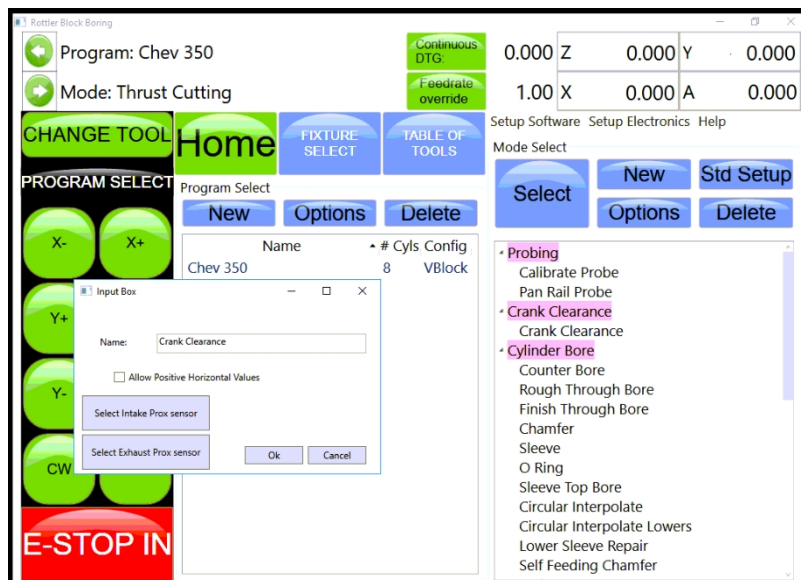 Rottler Block Boring
Program: Chev 350
Continuous DTG:
0.000 Z 0.000 Y 0.000
Mode: Thrust Cutting
Feedrate override
1.00 X 0.000 A 0.000
Setup Software Setup Electronics Help
CHANGE TOOL
Home
FIXTURE SELECT
TABLE OF TOOLS
Mode Select
PROGRAM SELECT
Program Select
Select
New
Std Setup
New
Options
Delete
Options
Delete
X-
X+
Name # Cyls Config
Chev 350 8 VBlock
Probing
Calibrate Probe
Pan Rail Probe
Crank Clearance
Crank Clearance
Cylinder Bore
Counter Bore
Rough Through Bore
Finish Through Bore
Chamfer
Sleeve
O Ring
Sleeve Top Bore
Circular Interpolate
Circular Interpolate Lowers
Lower Sleeve Repair
Self Feeding Chamfer
Input Box
Y+
Name: Crank Clearance
Allow Positive Horizontal Values
Y-
Select Intake Prox sensor
Select Exhaust Prox sensor
Ok
Cancel
CW
E-STOP IN